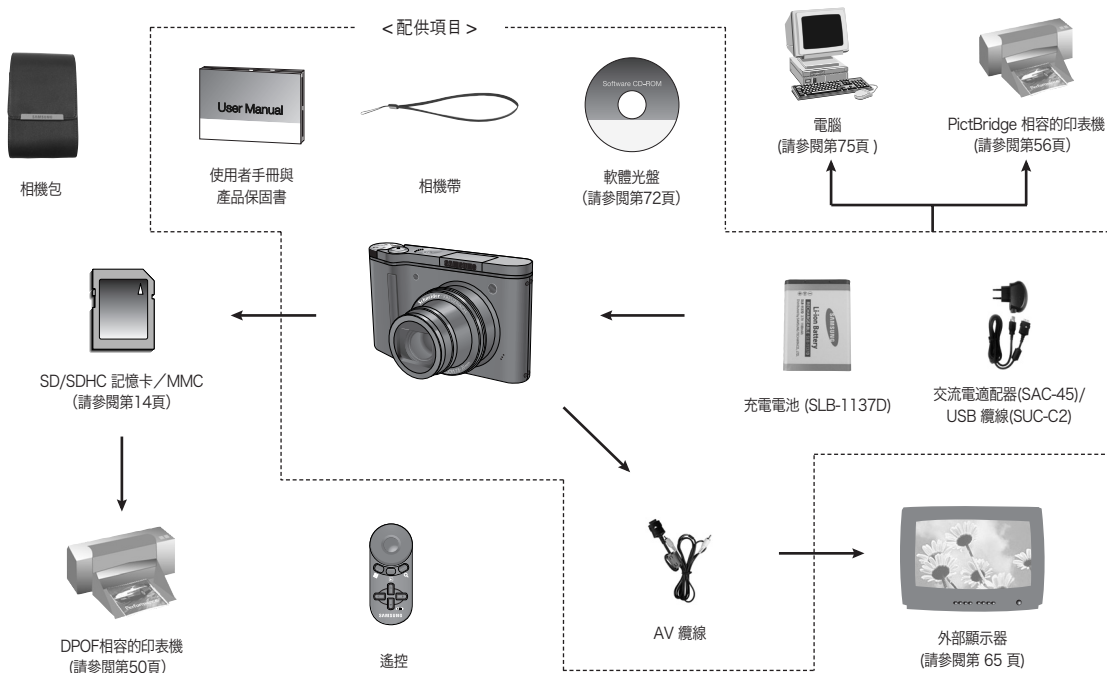 <配供項目>
SAMSUNG
相機包
User Manual
使用者手冊與
產品保固書
相機帶
Software CD-ROM
軟體光盤
(請參閱第72頁)
電腦
(請參閱第75頁 )
PictBridge 相容的印表機
(請參閱第56頁)
SD/SDHC 記憶卡／MMC
(請參閱第14頁)
Schneider
SAMSUNG
Li-ion Battery
充電電池 (SLB-1137D)
交流電適配器(SAC-45)/
USB 纜線(SUC-C2)
DPOF相容的印表機
(請參閱第50頁)
SAMSUNG
遙控
AV 纜線
外部顯示器
(請參閱第 65 頁)